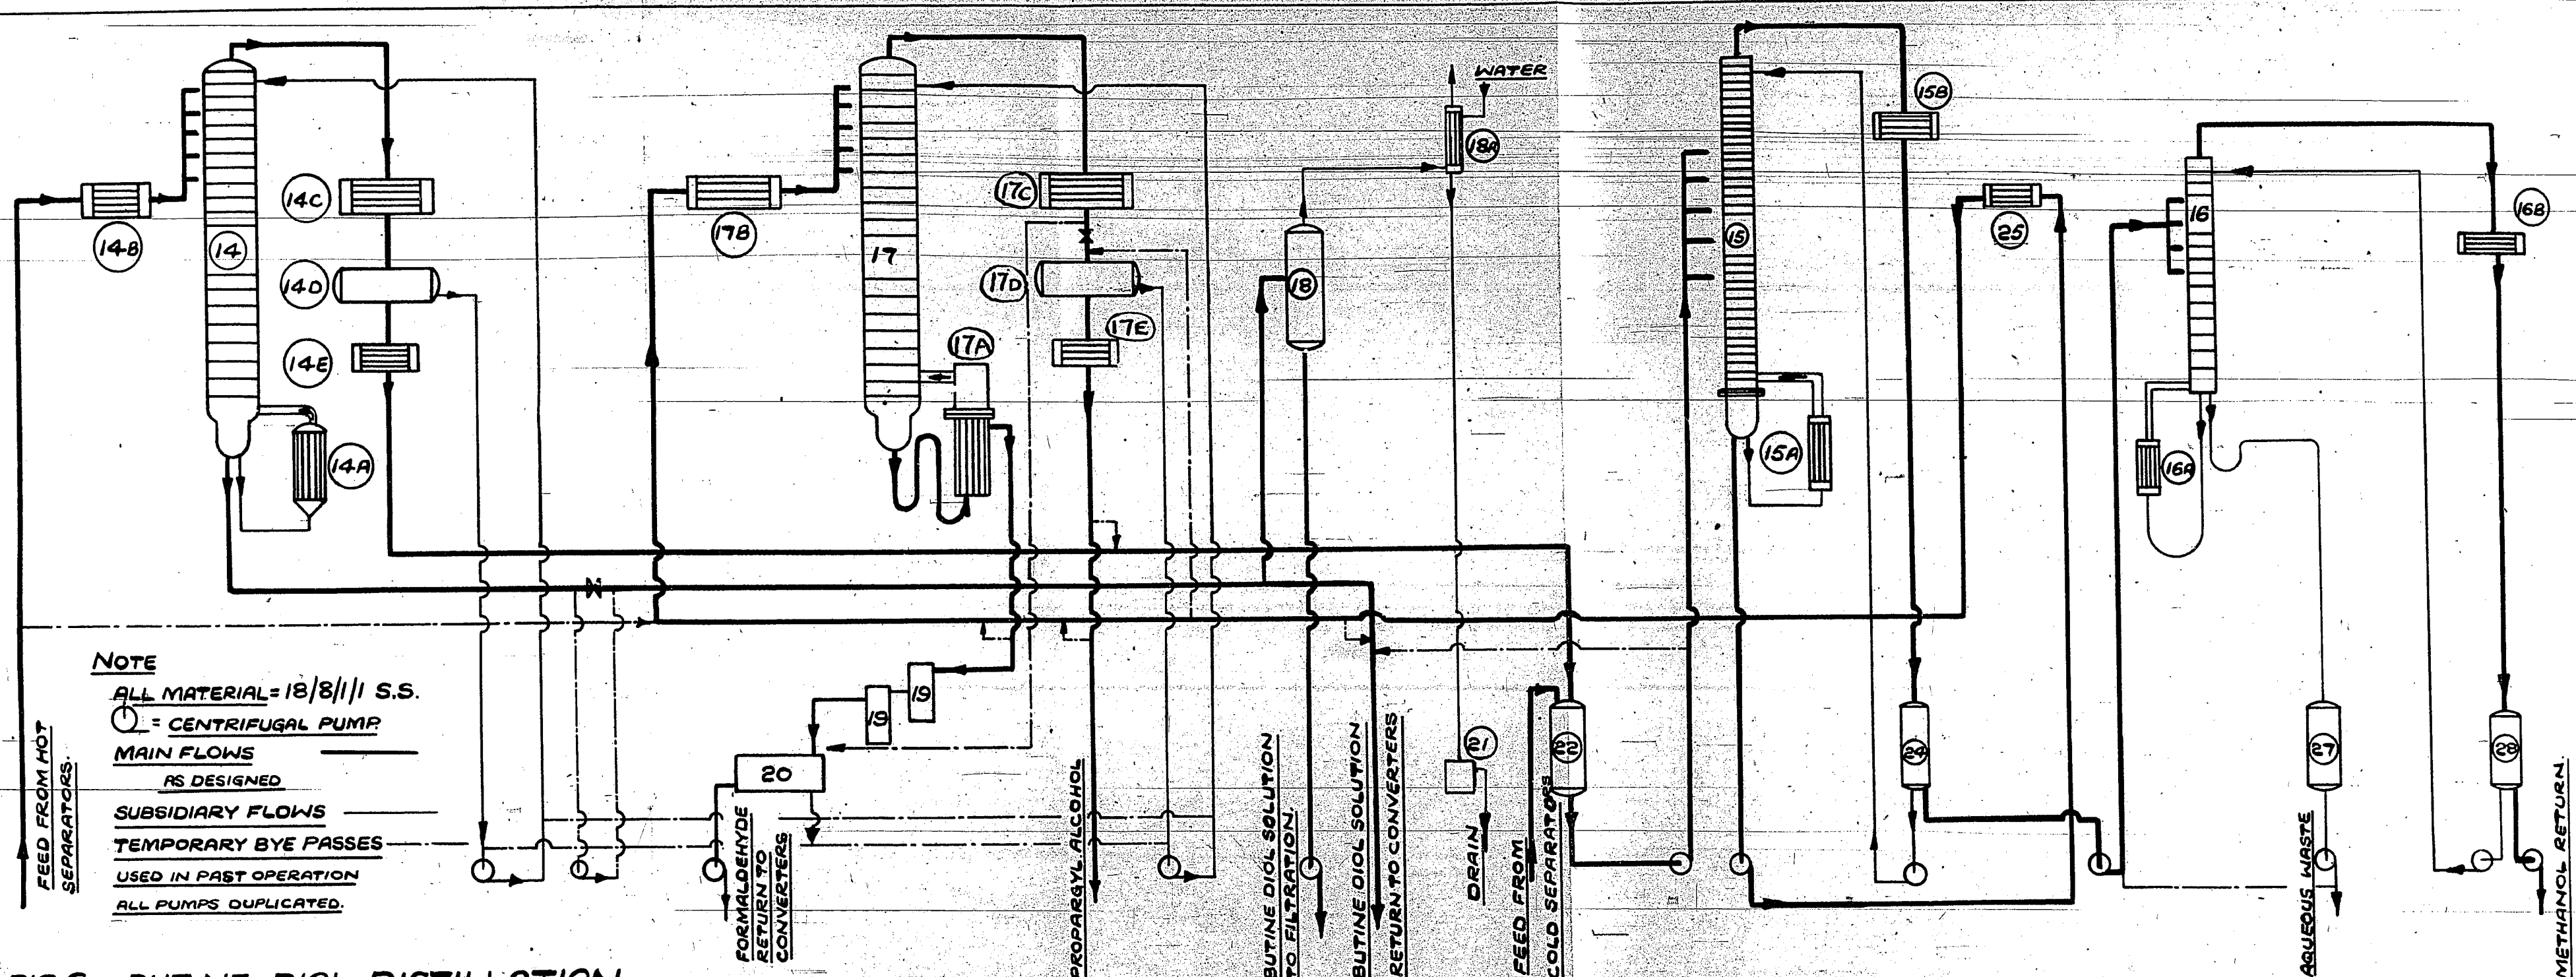 WATER
14B
14
14C
14D
14E
14A
17B
17
17C
17D
17E
17A
18
18A
15
15B
15A
25
16
16B
16A
NOTE
ALL MATERIAL = 18/8/1/1 S.S.
= CENTRIFUGAL PUMP
MAIN FLOWS
AS DESIGNED
SUBSIDIARY FLOWS
TEMPORARY BYE PASSES
USED IN PAST OPERATION
ALL PUMPS DUPLICATED.
FEED FROM HOT
SEPARATORS.
19
19
20
21
22
24
27
28
FORMALDEHYDE
RETURN TO
CONVERTERS
PROPARGYL ALCOHOL
BUTINE DIOL SOLUTION
TO FILTRATION.
BUTINE DIOL SOLUTION
RETURN TO CONVERTERS
DRAIN
FEED FROM
COLD SEPARATORS
AQUEOUS WASTE
METHANOL RETURN.
DISTILLATION